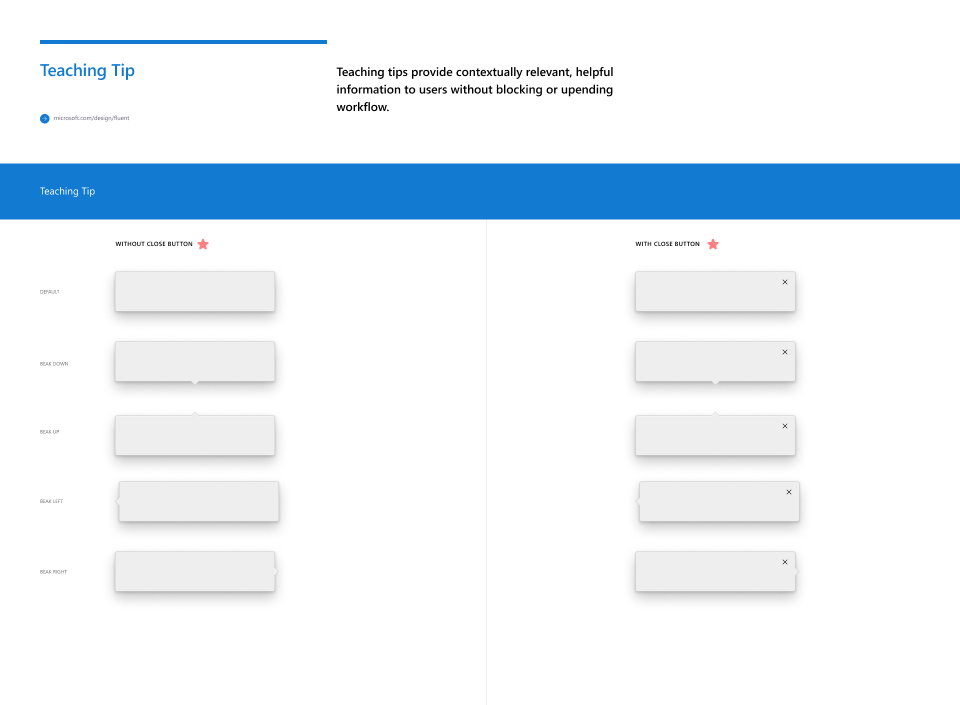 Teaching Tip
Teaching tips provide contextually relevant, helpful
information to users without blocking or upending
workflow.
microsoft.com/design/fluent
Teaching Tip
WITHOUT CLOSE BUTTON
WITH CLOSE BUTTON
DEFAULT
BEAK DOWN
BEAK UP
BEAK LEFT
BEAK RIGHT